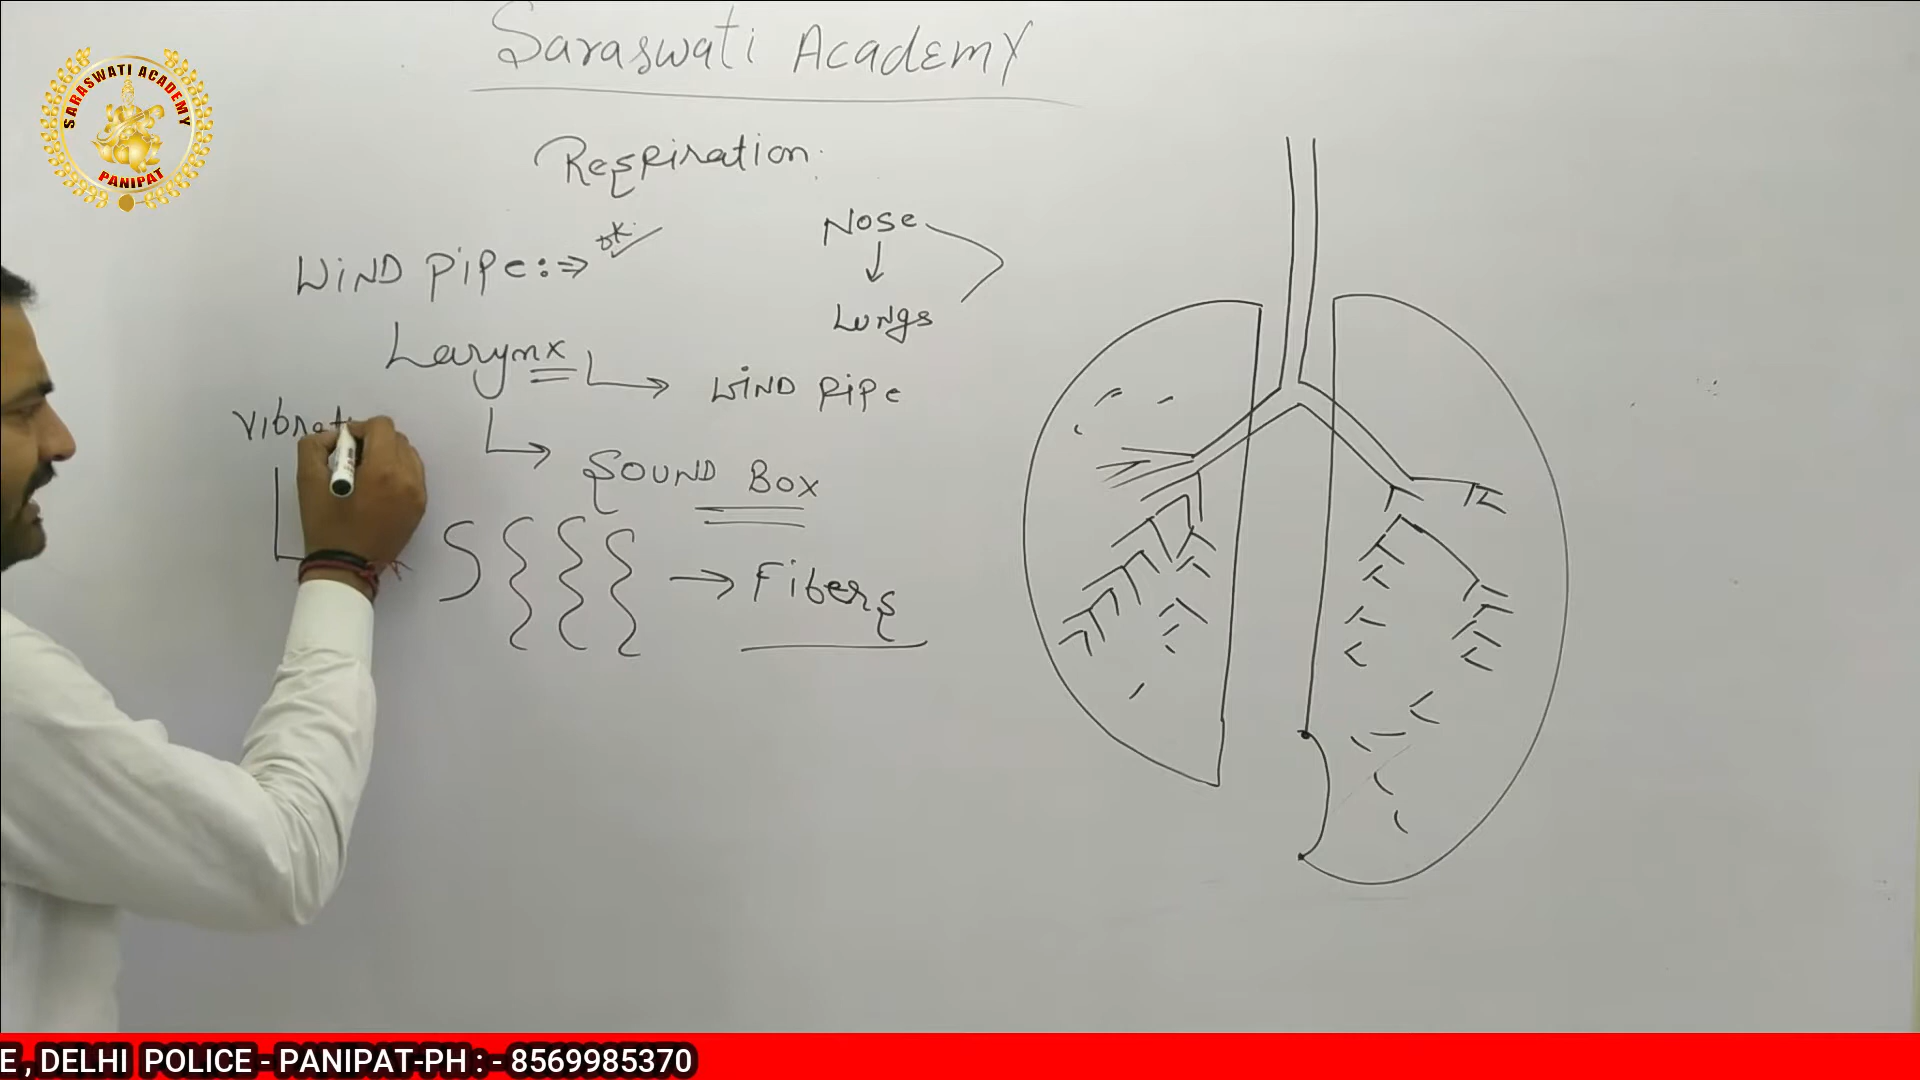 SARASWATI ACADEMY
PANIPAT
Saraswati Academy
Respiration
Nose
WIND PIPE :⇒ ok
Lungs
Larynx
WIND PIPE
Vibrat
SOUND BOX
Fibers
E , DELHI POLICE - PANIPAT-PH : - 8569985370